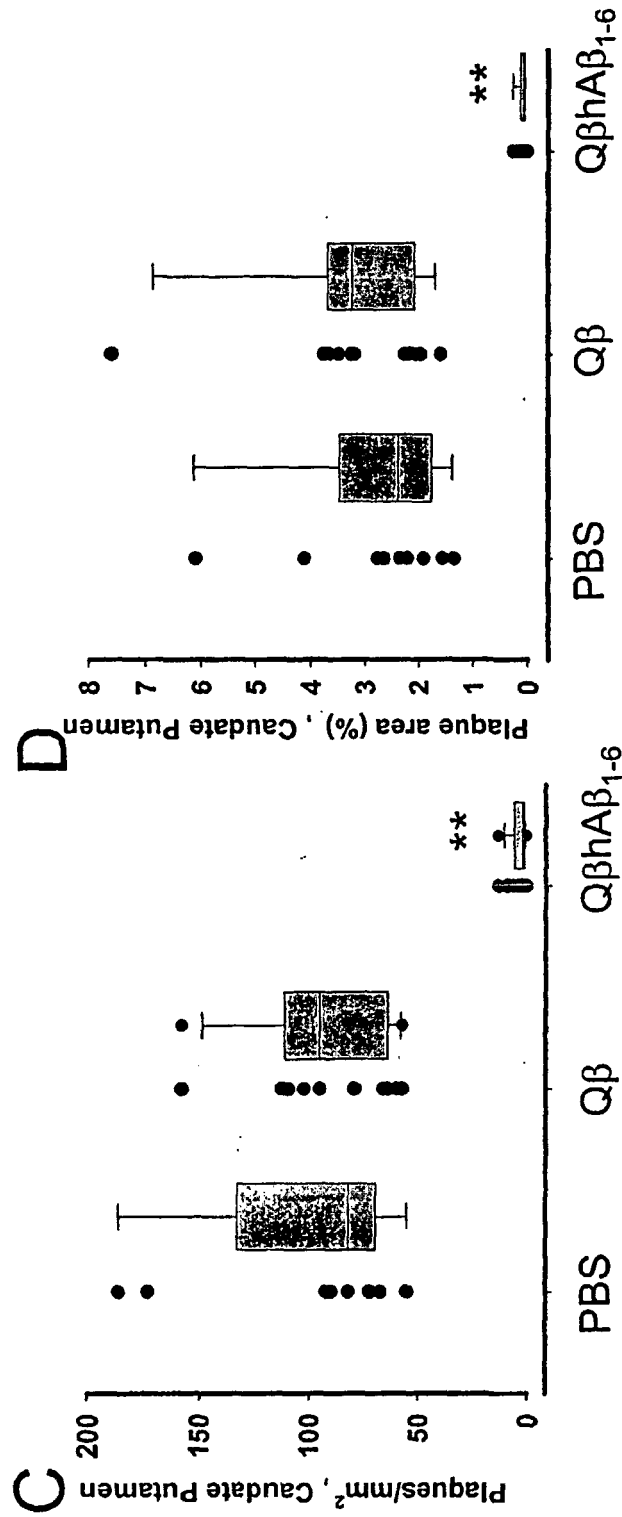 C
Plaques/mm², Caudate Putamen
200
150
100
50
0
PBS
Qβ
QβhAβ₁₋₆
**
D
Plaque area (%) , Caudate Putamen
8
7
6
5
4
3
2
1
0
PBS
Qβ
QβhAβ₁₋₆
**